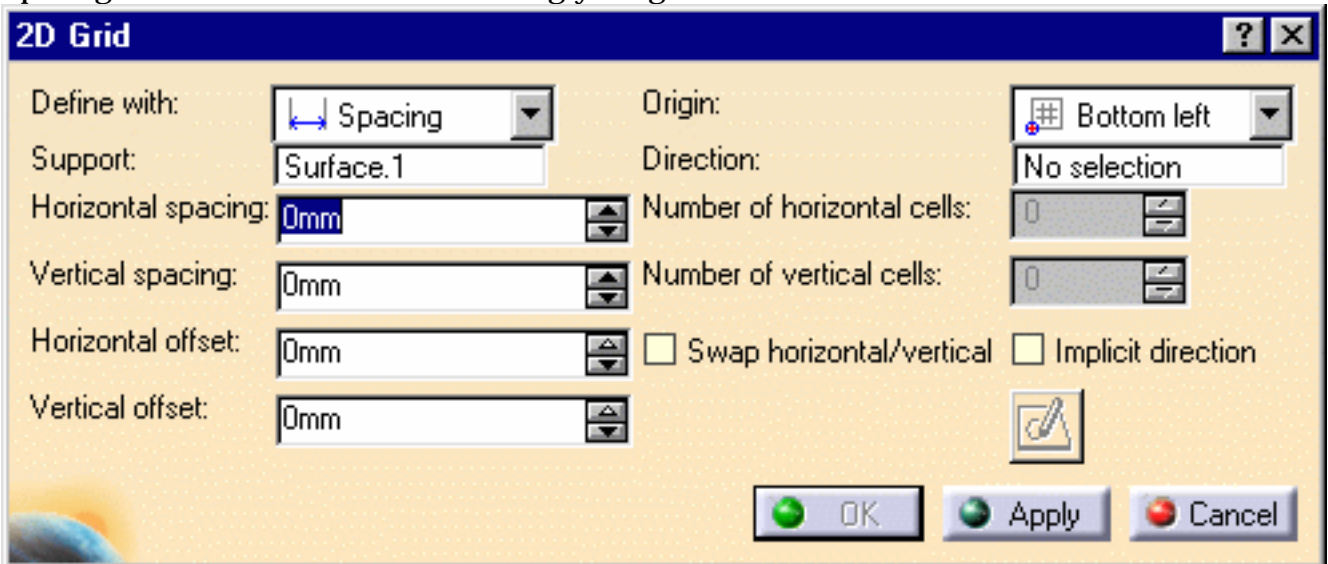 2D Grid
Define with: Spacing Origin: Bottom left
Support: Surface.1 Direction: No selection
Horizontal spacing: 0mm Number of horizontal cells: 0
Vertical spacing: 0mm Number of vertical cells: 0
Horizontal offset: 0mm Swap horizontal/vertical Implicit direction
Vertical offset: 0mm
OK Apply Cancel